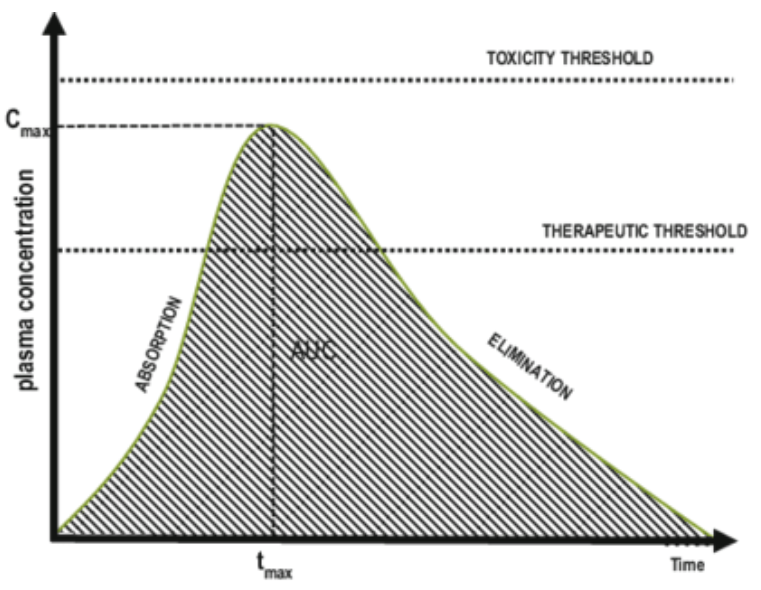 TOXICITY THRESHOLD
Cmax
THERAPEUTIC THRESHOLD
plasma concentration
ABSORPTION
AUC
ELIMINATION
tmax
Time